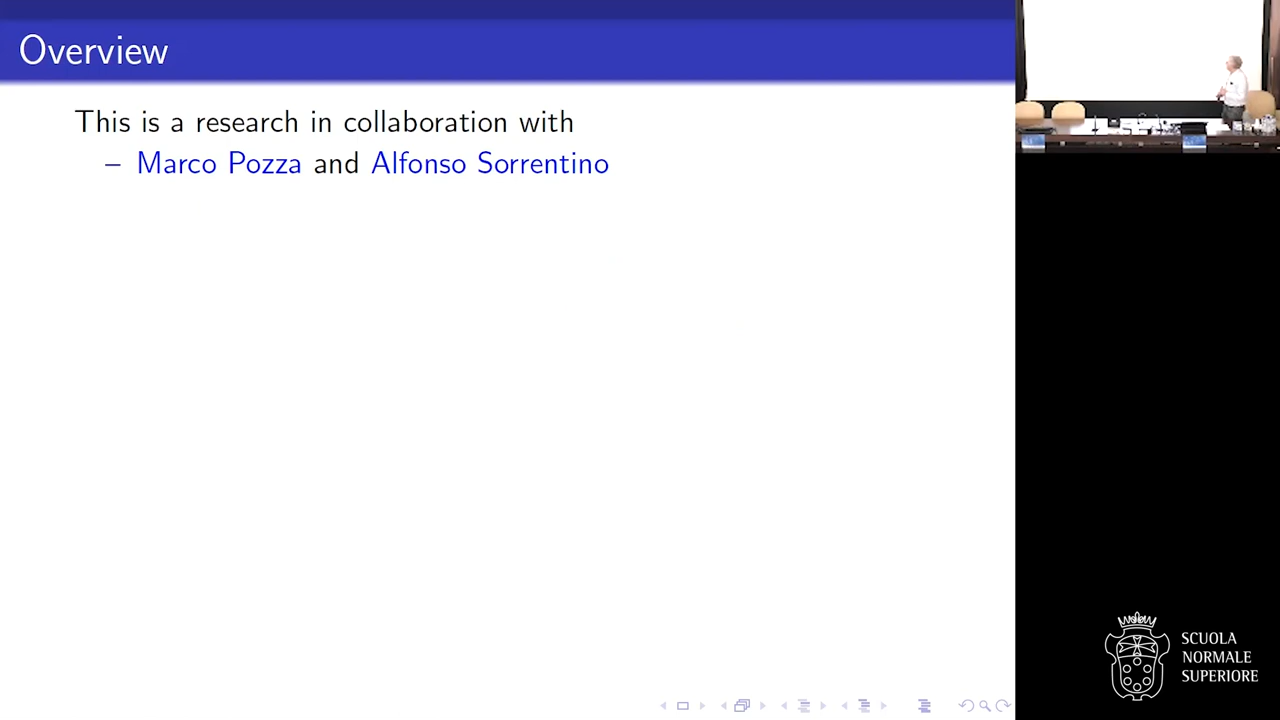 Overview
This is a research in collaboration with
– Marco Pozza and Alfonso Sorrentino
SCUOLA
NORMALE
SUPERIORE